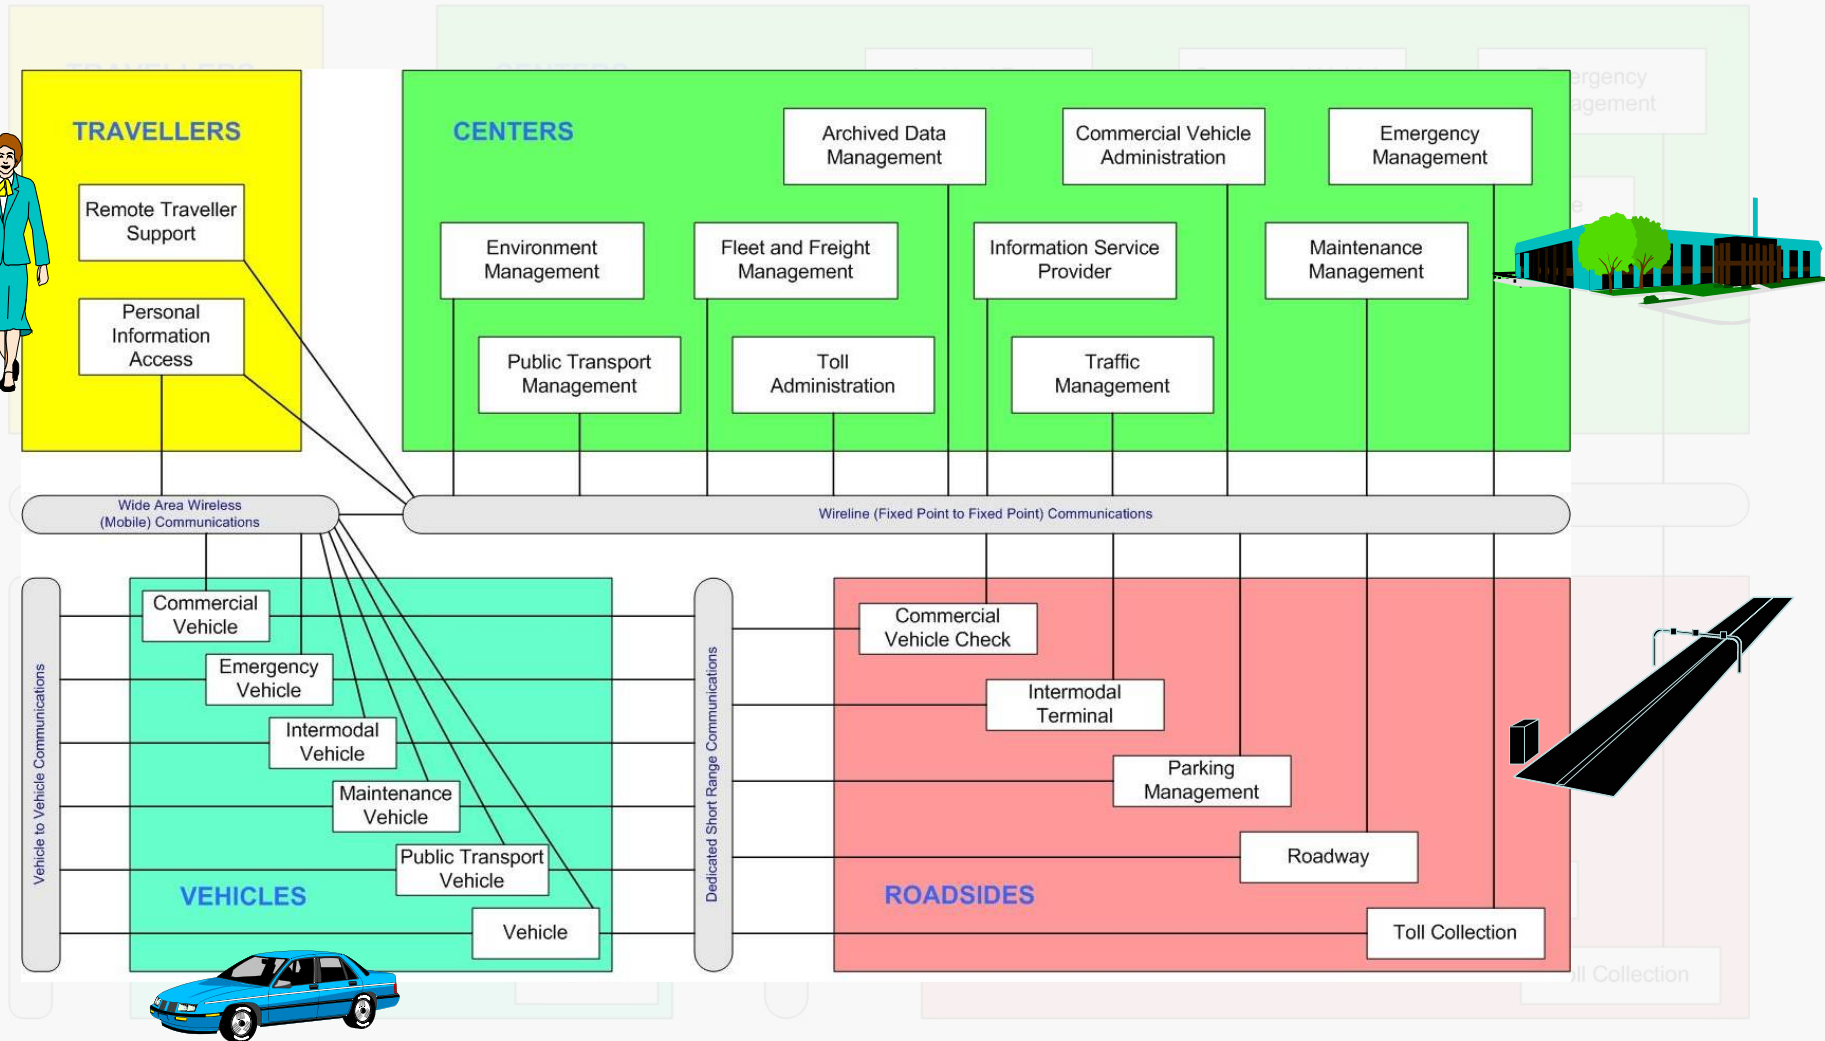 TRAVELLERS
Remote Traveller
Support
Personal
Information
Access
CENTERS
Archived Data
Management
Commercial Vehicle
Administration
Emergency
Management
Environment
Management
Fleet and Freight
Management
Information Service
Provider
Maintenance
Management
Public Transport
Management
Toll
Administration
Traffic
Management
Wide Area Wireless
(Mobile) Communications
Wireline (Fixed Point to Fixed Point) Communications
Vehicle to Vehicle Communications
Commercial
Vehicle
Emergency
Vehicle
Intermodal
Vehicle
Maintenance
Vehicle
Public Transport
Vehicle
Vehicle
VEHICLES
Dedicated Short Range Communications
Commercial
Vehicle Check
Intermodal
Terminal
Parking
Management
Roadway
Toll Collection
ROADSIDES